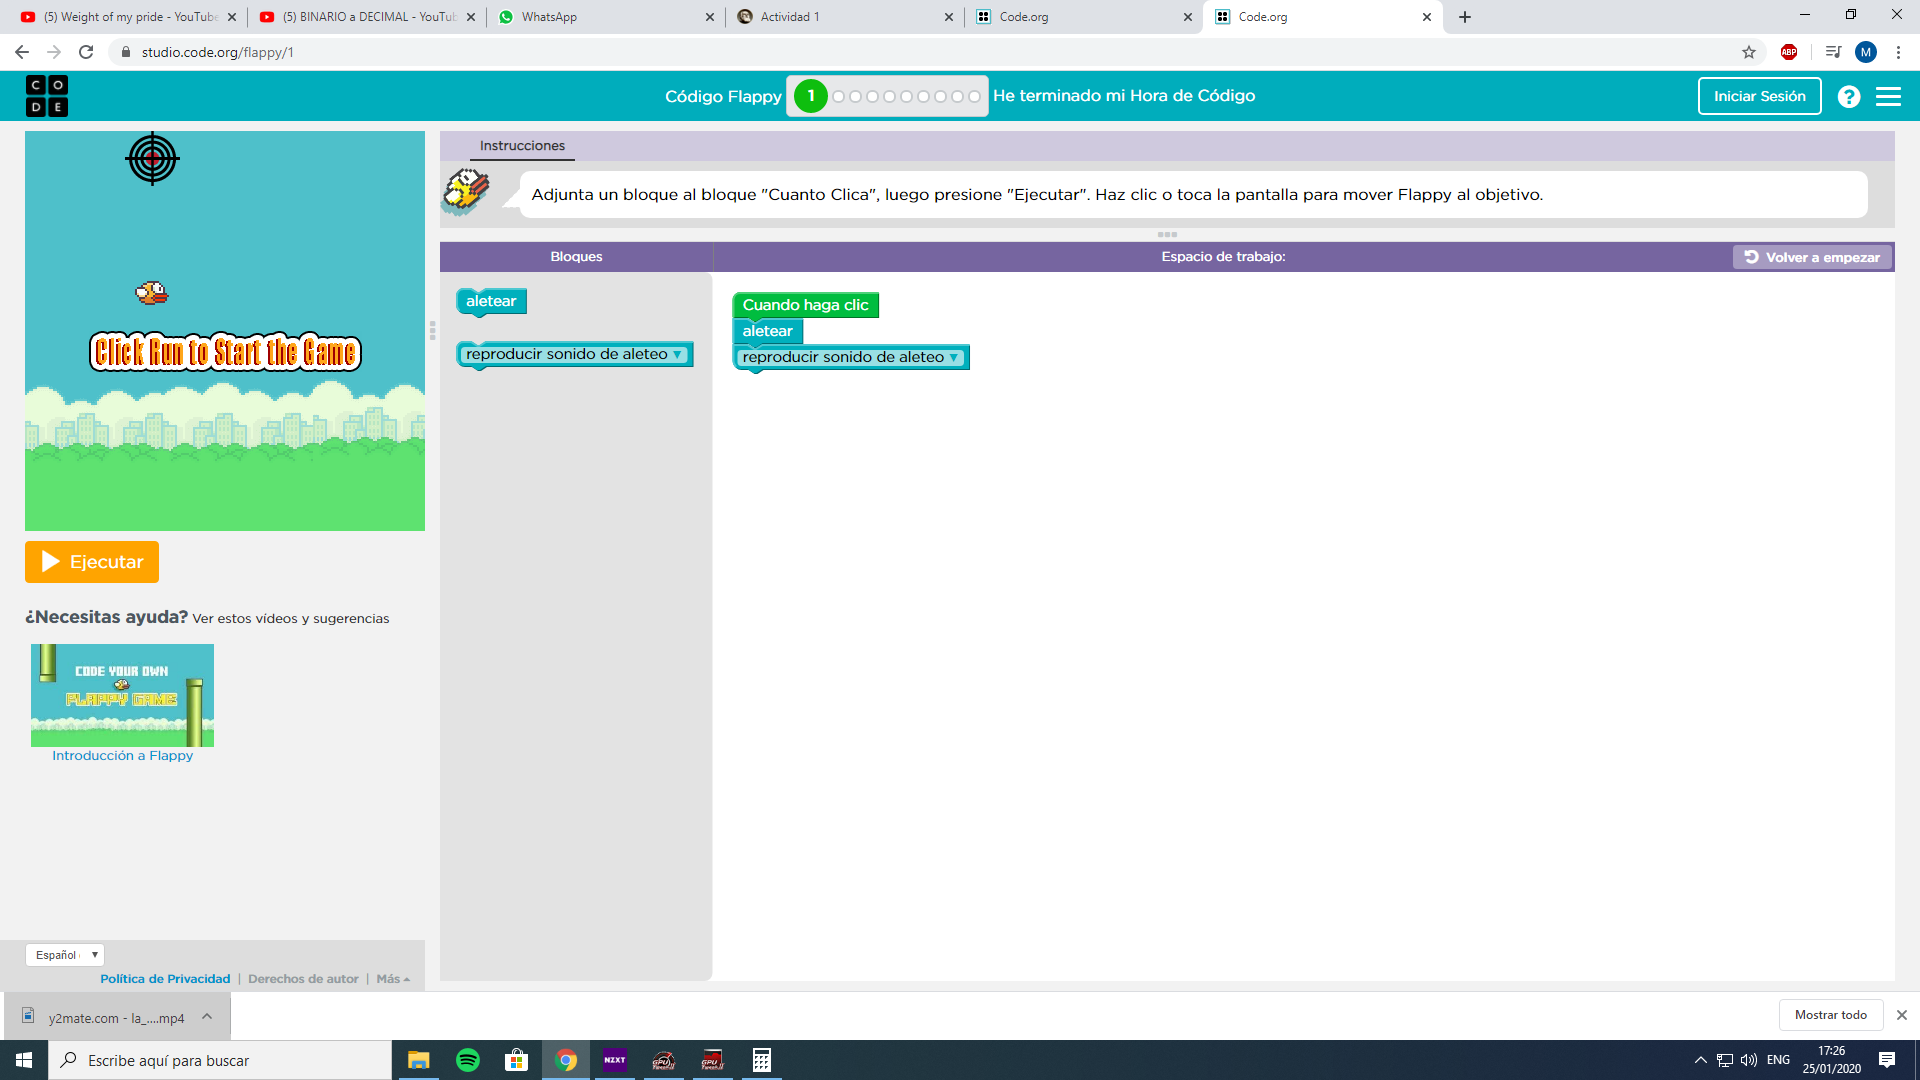 (5) Weight of my pride - YouTube
(5) BINARIO a DECIMAL - YouTub
WhatsApp
Actividad 1
Code.org
Code.org
studio.code.org/flappy/1
ABP
M
C O
D E
Código Flappy
1
He terminado mi Hora de Código
Iniciar Sesión
?
Click Run to Start the Game
Ejecutar
¿Necesitas ayuda? Ver estos vídeos y sugerencias
CODE YOUR OWN
FLAPPY GAME
Introducción a Flappy
Instrucciones
Adjunta un bloque al bloque "Cuanto Clica", luego presione "Ejecutar". Haz clic o toca la pantalla para mover Flappy al objetivo.
Bloques
Espacio de trabajo:
Volver a empezar
aletear
reproducir sonido de aleteo
Cuando haga clic
aletear
reproducir sonido de aleteo
Español
Política de Privacidad | Derechos de autor | Más
y2mate.com - la_....mp4
Mostrar todo
Escribe aquí para buscar
NZXT
GPU
GPU
ENG
17:26
25/01/2020